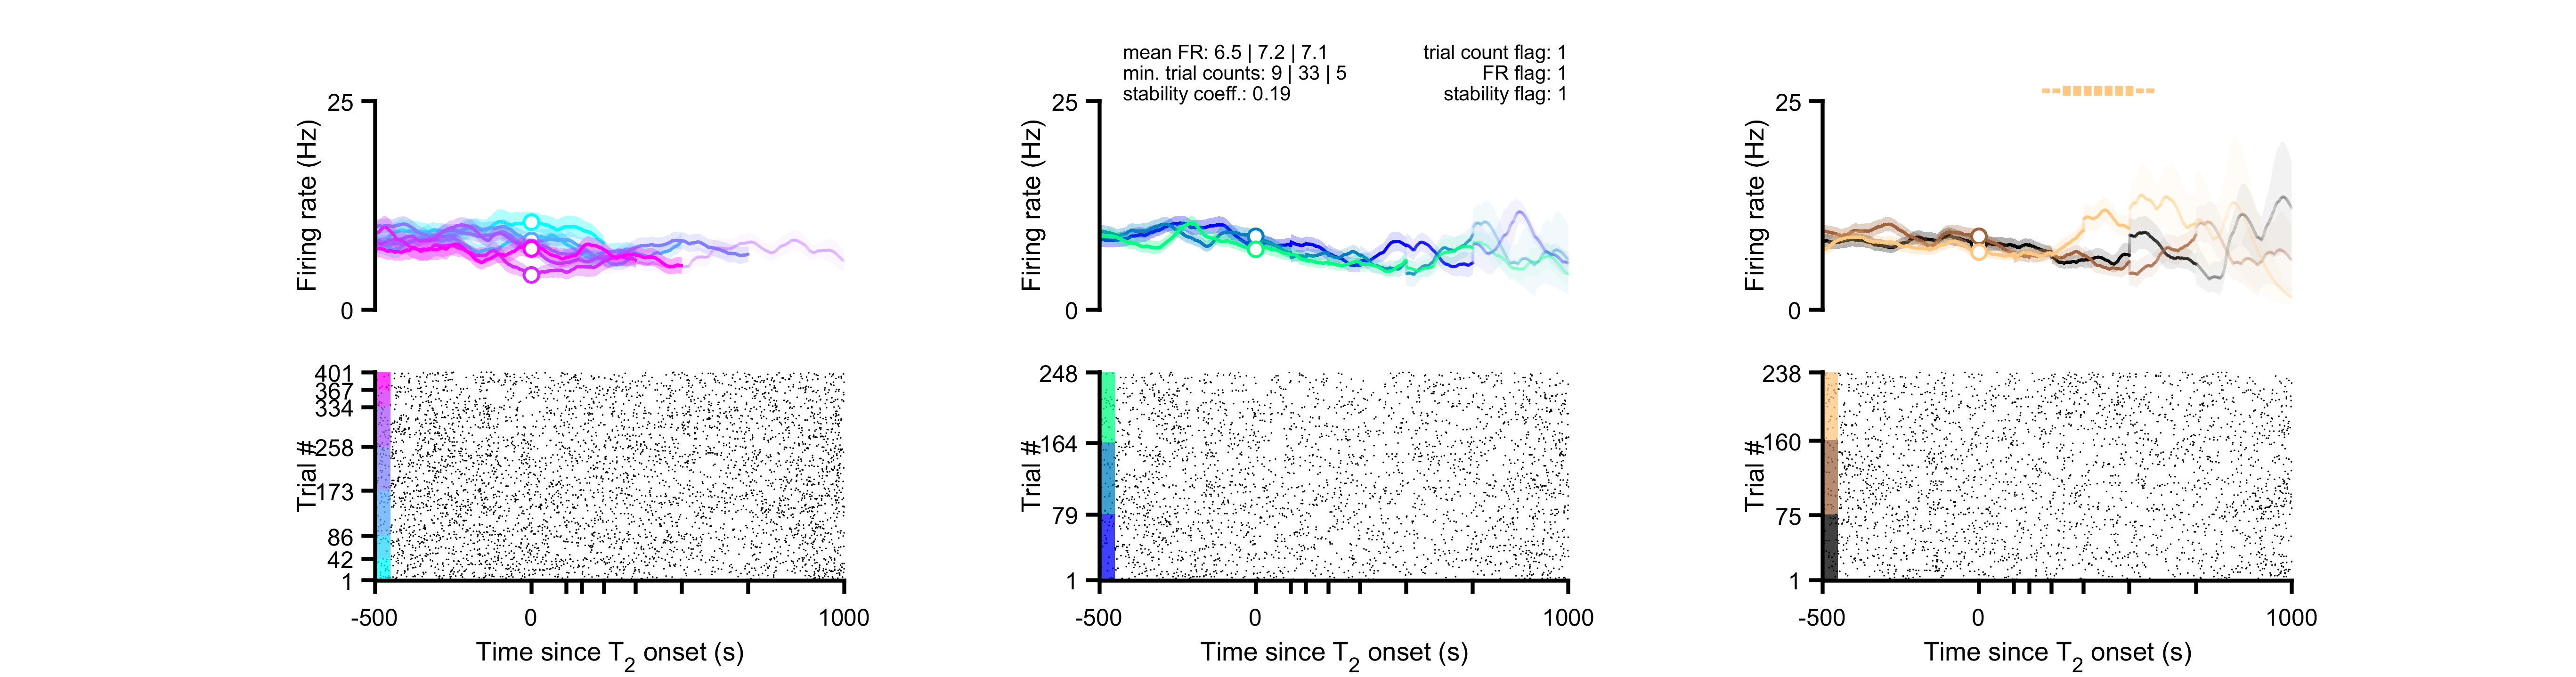 mean FR: 6.5 | 7.2 | 7.1
min. trial counts: 9 | 33 | 5
stability coeff.: 0.19
trial count flag: 1
FR flag: 1
stability flag: 1
25
Firing rate (Hz)
0
25
Firing rate (Hz)
0
25
Firing rate (Hz)
0
401
367
334
258
173
86
42
1
Trial #
-500
0
1000
Time since T2 onset (s)
248
164
79
1
Trial #
-500
0
1000
Time since T2 onset (s)
238
160
75
1
Trial #
-500
0
1000
Time since T2 onset (s)